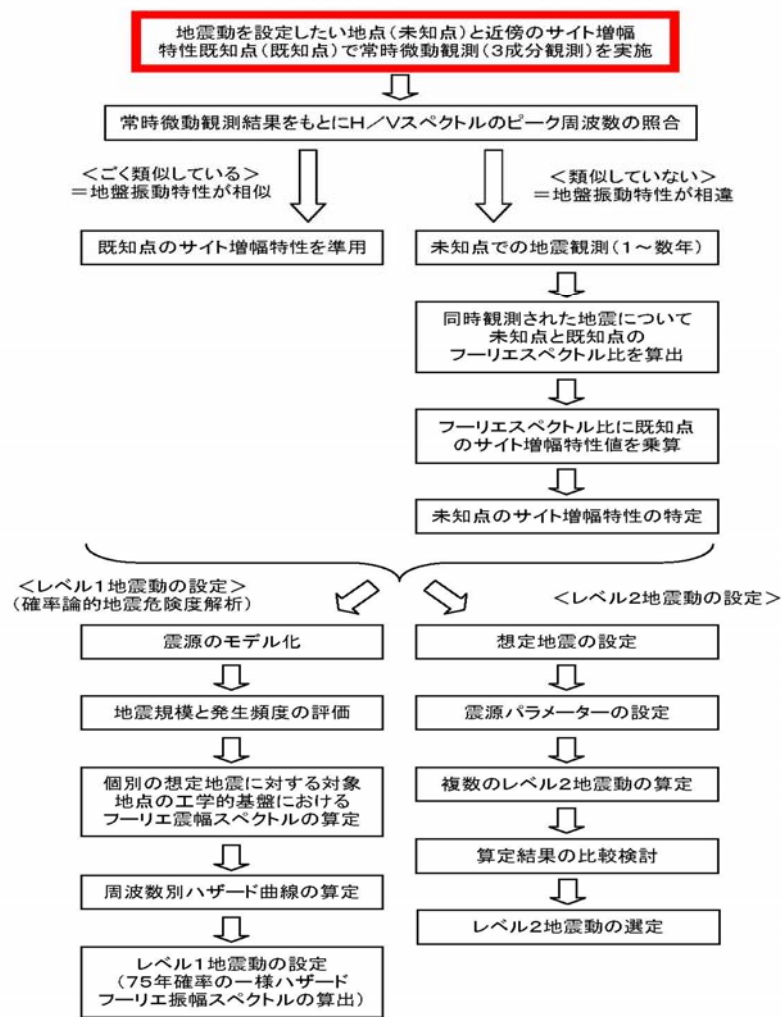 地震動を設定したい地点(未知点)と近傍のサイト増幅
特性既知点(既知点)で常時微動観測(3成分観測)を実施
常時微動観測結果をもとにH/Vスペクトルのピーク周波数の照合
<ごく類似している>
＝地盤振動特性が相似
<類似していない>
＝地盤振動特性が相違
既知点のサイト増幅特性を準用
未知点での地震観測(1～数年)
同時観測された地震について
未知点と既知点の
フーリエスペクトル比を算出
フーリエスペクトル比に既知点
のサイト増幅特性値を乗算
未知点のサイト増幅特性の特定
<レベル1地震動の設定>
(確率論的地震危険度解析)
<レベル2地震動の設定>
震源のモデル化
地震規模と発生頻度の評価
個別の想定地震に対する対象
地点の工学的基盤における
フーリエ震幅スペクトルの算定
周波数別ハザード曲線の算定
レベル1地震動の設定
(75年確率の一様ハザード
フーリエ振幅スペクトルの算出)
想定地震の設定
震源パラメーターの設定
複数のレベル2地震動の算定
算定結果の比較検討
レベル2地震動の選定